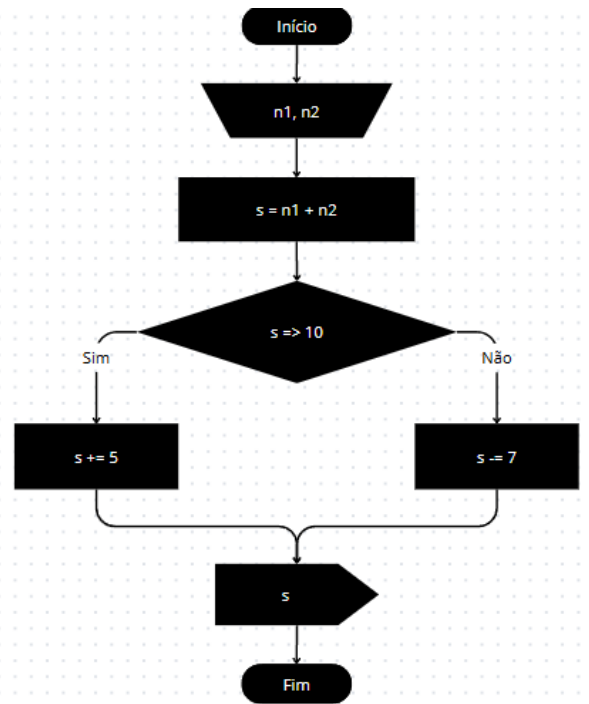 Início
n1, n2
s = n1 + n2
s => 10
Sim
Não
s += 5
s -= 7
s
Fim